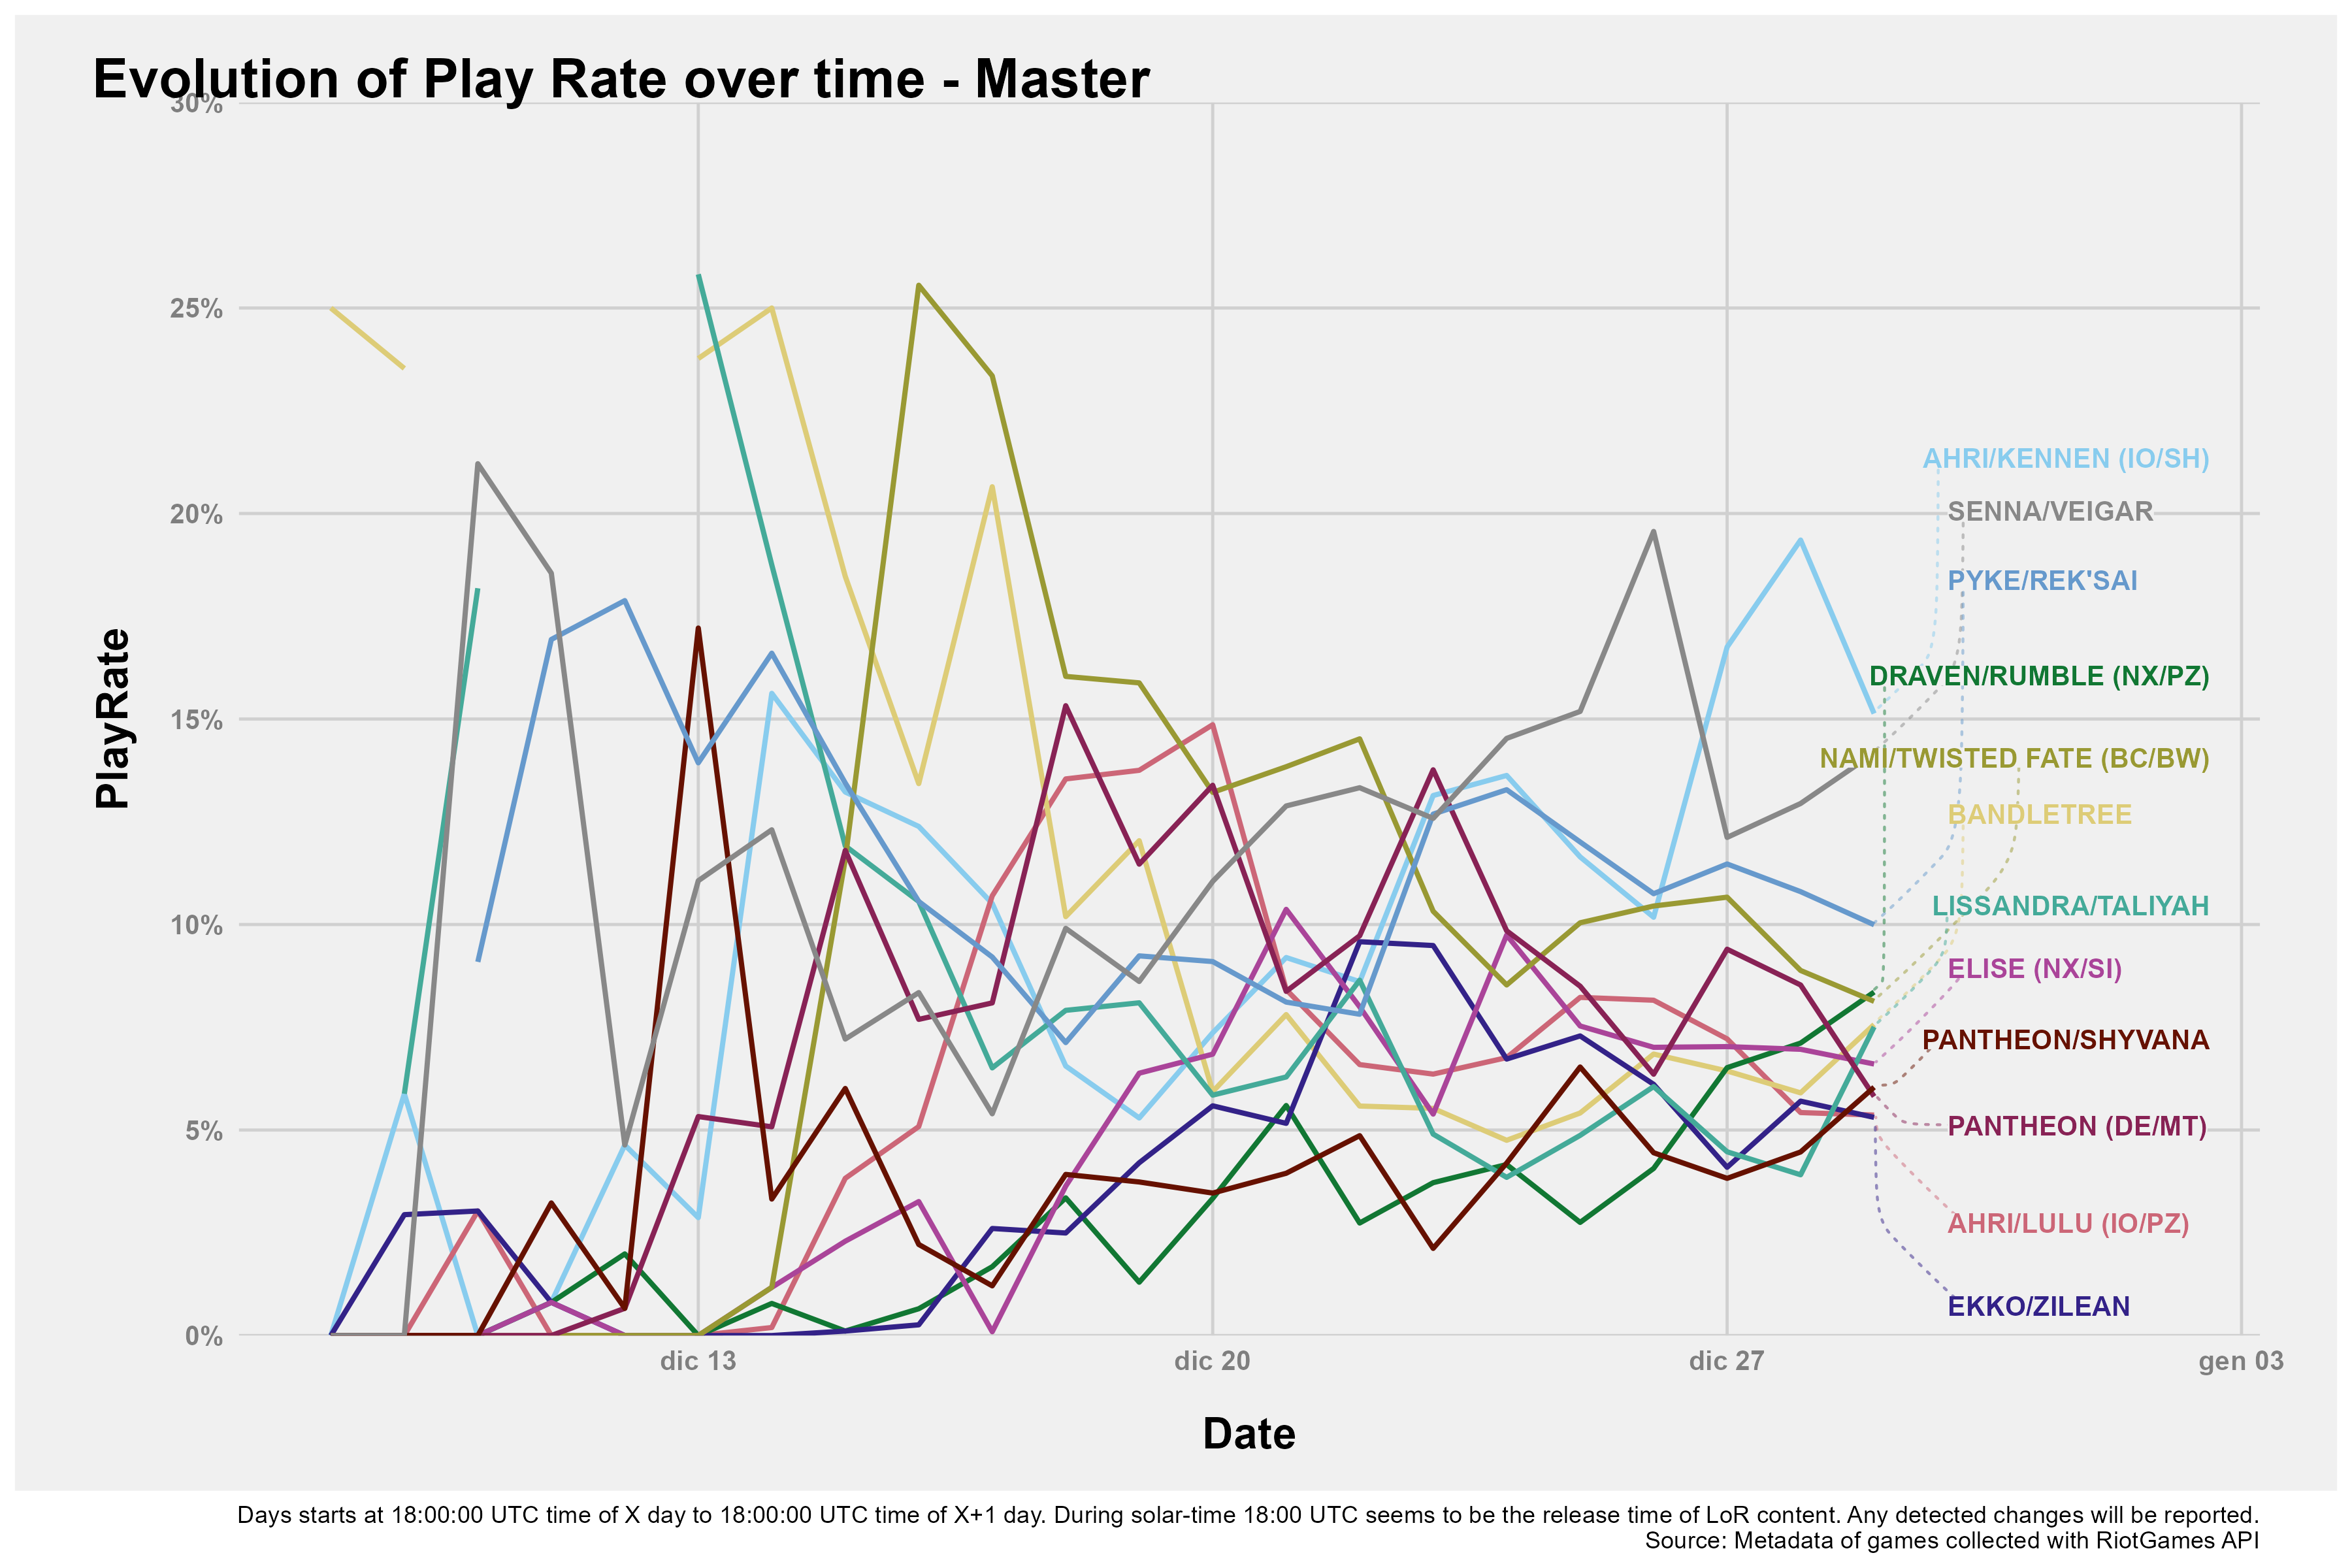 Evolution of Play Rate over time - Master
30%
25%
20%
15%
10%
5%
0%
PlayRate
AHRI/KENNEN (IO/SH)
SENNA/VEIGAR
PYKE/REK'SAI
DRAVEN/RUMBLE (NX/PZ)
NAMI/TWISTED FATE (BC/BW)
BANDLETREE
LISSANDRA/TALIYAH
ELISE (NX/SI)
PANTHEON/SHYVANA
PANTHEON (DE/MT)
AHRI/LULU (IO/PZ)
EKKO/ZILEAN
dic 13
dic 20
dic 27
gen 03
Date
Days starts at 18:00:00 UTC time of X day to 18:00:00 UTC time of X+1 day. During solar-time 18:00 UTC seems to be the release time of LoR content. Any detected changes will be reported.
Source: Metadata of games collected with RiotGames API